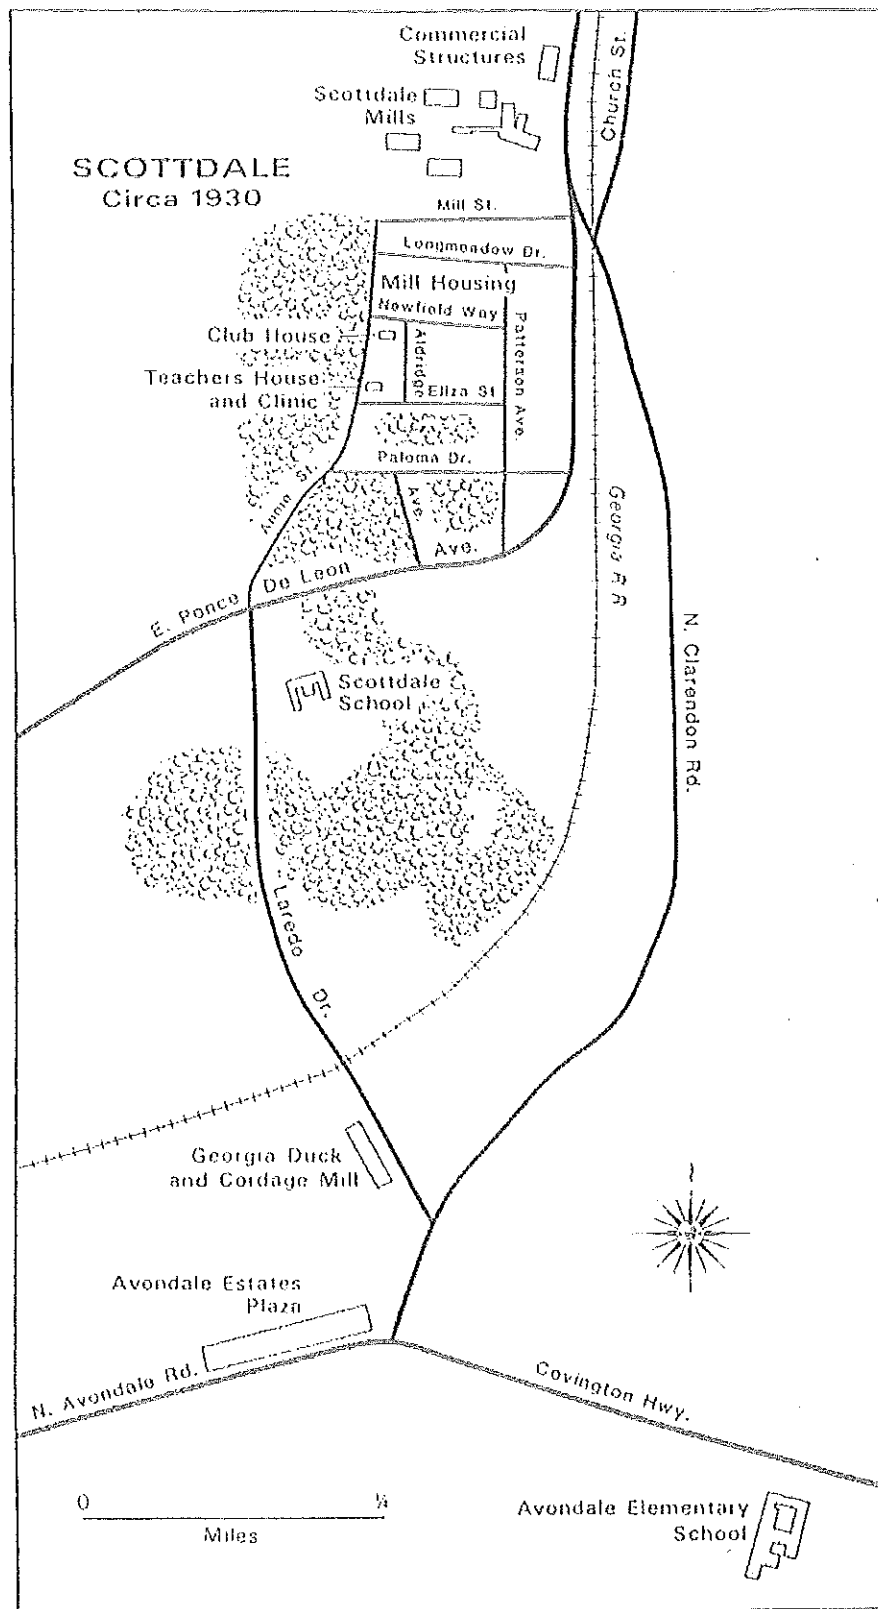 Commercial
Structures
Church St.
Scottdale
Mills
SCOTTDALE
Circa 1930
Mill St.
Longmeadow Dr.
Mill Housing
Newfield Way
Club House
Aldridge
Patterson Ave.
Teachers House
and Clinic
Eliza St
Paloma Dr.
Annie St.
Ave.
Georgia R R
E. Ponce De Leon Ave.
N. Clarendon Rd.
Scottdale
School
Laredo Dr.
Georgia Duck
and Cordage Mill
Avondale Estates
Plaza
N. Avondale Rd.
Covington Hwy.
0 ¼
Miles
Avondale Elementary
School